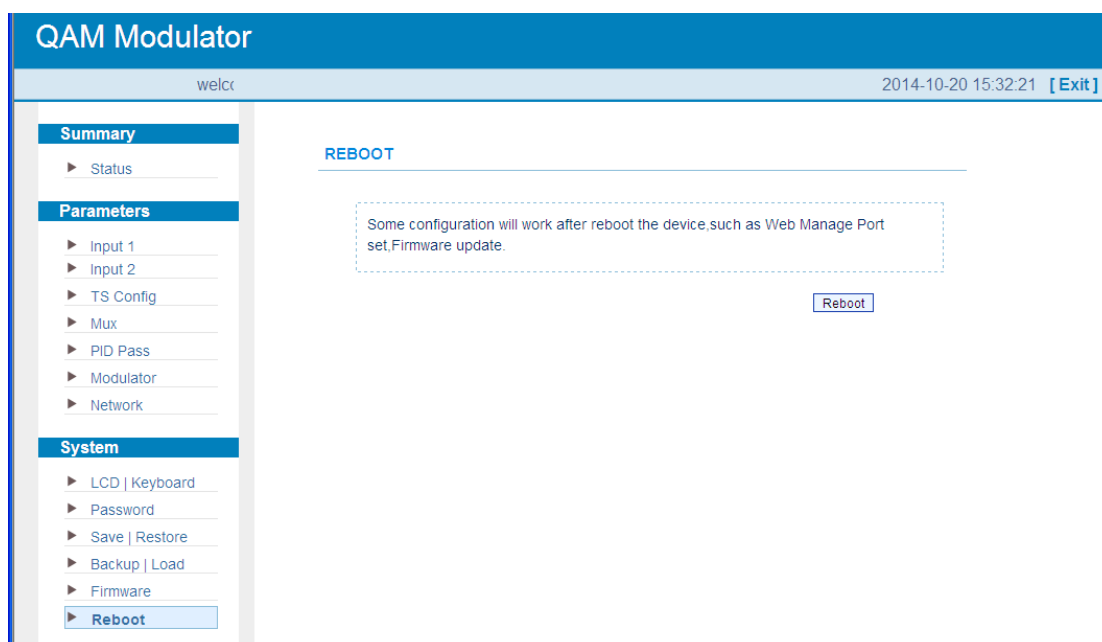 QAM Modulator
2014-10-20 15:32:21 [Exit]
Summary
Status
Parameters
Input 1
Input 2
TS Config
Mux
PID Pass
Modulator
Network
System
LCD | Keyboard
Password
Save | Restore
Backup | Load
Firmware
Reboot
REBOOT
Some configuration will work after reboot the device,such as Web Manage Port
set,Firmware update.
Reboot